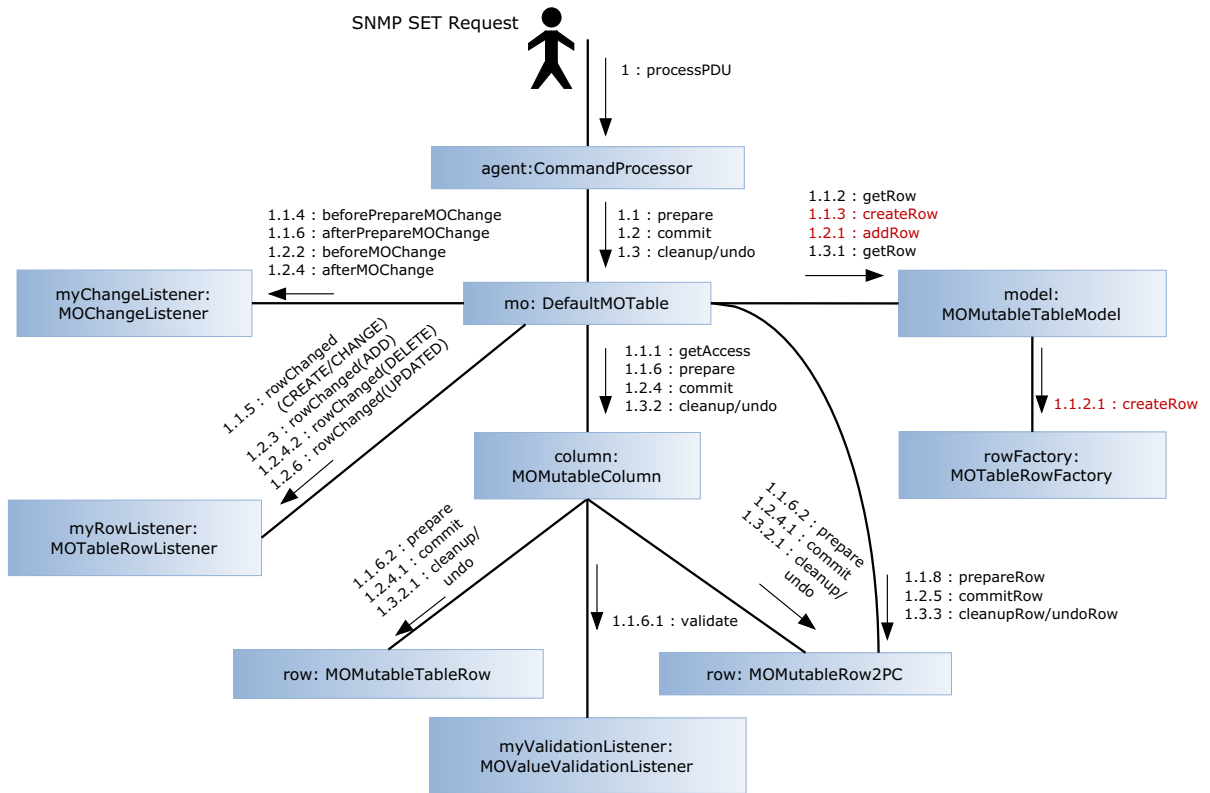 SNMP SET Request
1 : processPDU
agent:CommandProcessor
1.1.4 : beforePrepareMOChange
1.1.6 : afterPrepareMOChange
1.2.2 : beforeMOChange
1.2.4 : afterMOChange
1.1 : prepare
1.2 : commit
1.3 : cleanup/undo
1.1.2 : getRow
1.1.3 : createRow
1.2.1 : addRow
1.3.1 : getRow
myChangeListener:
MOChangeListener
mo: DefaultMOTable
model:
MOMutableTableModel
1.1.5 : rowChanged
(CREATE/CHANGE)
1.2.3 : rowChanged(ADD)
1.2.4.2 : rowChanged(DELETE)
1.2.6 : rowChanged(UPDATED)
1.1.1 : getAccess
1.1.6 : prepare
1.2.4 : commit
1.3.2 : cleanup/undo
1.1.2.1 : createRow
column:
MOMutableColumn
rowFactory:
MOTableRowFactory
myRowListener:
MOTableRowListener
1.1.6.2 : prepare
1.2.4.1 : commit
1.3.2.1 : cleanup/
undo
1.1.6.1 : validate
1.1.6.2 : prepare
1.2.4.1 : commit
1.3.2.1 : cleanup/
undo
1.1.8 : prepareRow
1.2.5 : commitRow
1.3.3 : cleanupRow/undoRow
row: MOMutableTableRow
row: MOMutableRow2PC
myValidationListener:
MOValueValidationListener